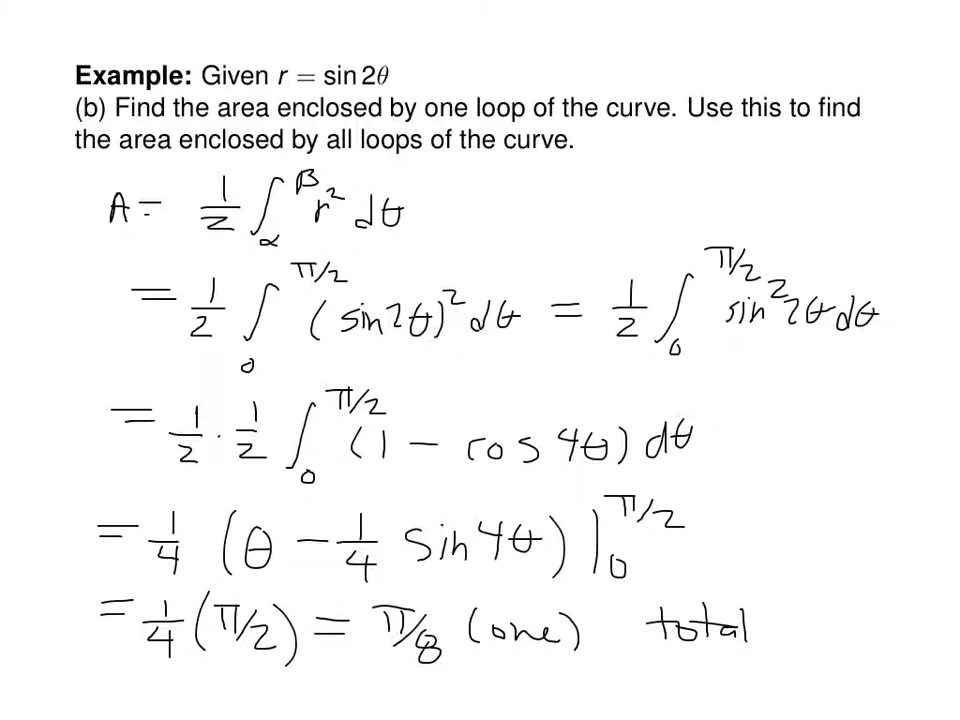 Example: Given r = sin 2θ
(b) Find the area enclosed by one loop of the curve. Use this to find
the area enclosed by all loops of the curve.
A = 1/2 ∫_α^β r² dθ
= 1/2 ∫_0^{π/2} (sin 2θ)² dθ = 1/2 ∫_0^{π/2} sin² 2θ dθ
= 1/2 · 1/2 ∫_0^{π/2} (1 − cos 4θ) dθ
= 1/4 (θ − 1/4 sin 4θ) |_0^{π/2}
= 1/4 (π/2) = π/8 (one) total